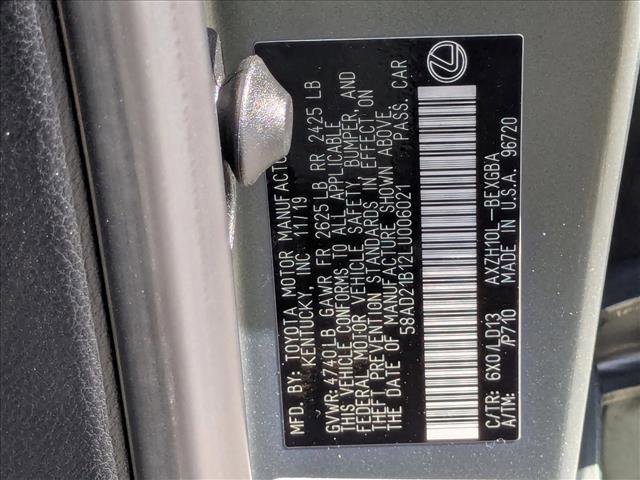 MFD. BY: TOYOTA MOTOR MANUFACTU
KENTUCKY, INC. 11/19
GVWR: 4740LB GAWR, FR 2625LB RR 2425 LB
THIS VEHICLE CONFORMS TO ALL APPLICABLE
FEDERAL MOTOR VEHICLE SAFETY, BUMPER, AND
THEFT PREVENTION STANDARDS IN EFFECT ON
THE DATE OF MANUFACTURE SHOWN ABOVE.
58AD21B12LU006021 PASS. CAR
C/TR: 6X0/LD13 AXZH10L-BEXGBA
A/TM: /P710 MADE IN U.S.A. 96720